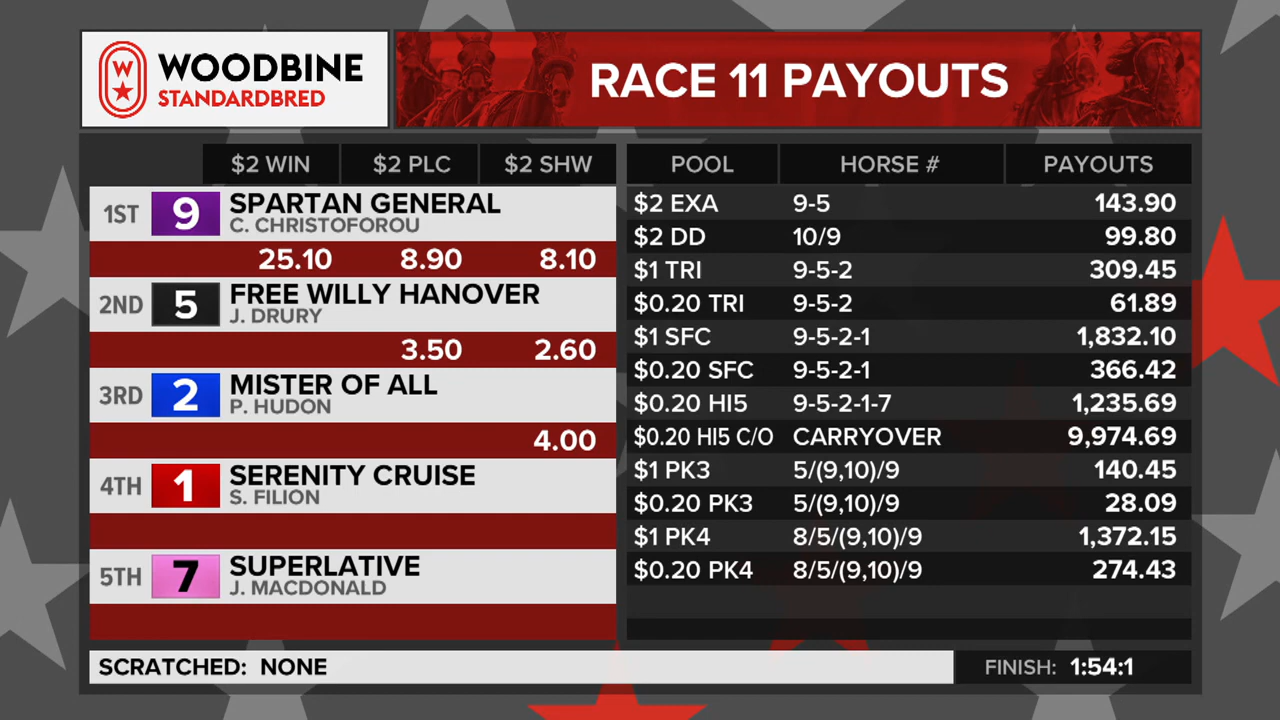 W
WOODBINE
STANDARDBRED
RACE 11 PAYOUTS
$2 WIN $2 PLC $2 SHW
1ST 9 SPARTAN GENERAL
C. CHRISTOFOROU
25.10 8.90 8.10
2ND 5 FREE WILLY HANOVER
J. DRURY
3.50 2.60
3RD 2 MISTER OF ALL
P. HUDON
4.00
4TH 1 SERENITY CRUISE
S. FILION
5TH 7 SUPERLATIVE
J. MACDONALD
POOL HORSE # PAYOUTS
$2 EXA 9-5 143.90
$2 DD 10/9 99.80
$1 TRI 9-5-2 309.45
$0.20 TRI 9-5-2 61.89
$1 SFC 9-5-2-1 1,832.10
$0.20 SFC 9-5-2-1 366.42
$0.20 HI5 9-5-2-1-7 1,235.69
$0.20 HI5 C/O CARRYOVER 9,974.69
$1 PK3 5/(9,10)/9 140.45
$0.20 PK3 5/(9,10)/9 28.09
$1 PK4 8/5/(9,10)/9 1,372.15
$0.20 PK4 8/5/(9,10)/9 274.43
SCRATCHED: NONE
FINISH: 1:54:1